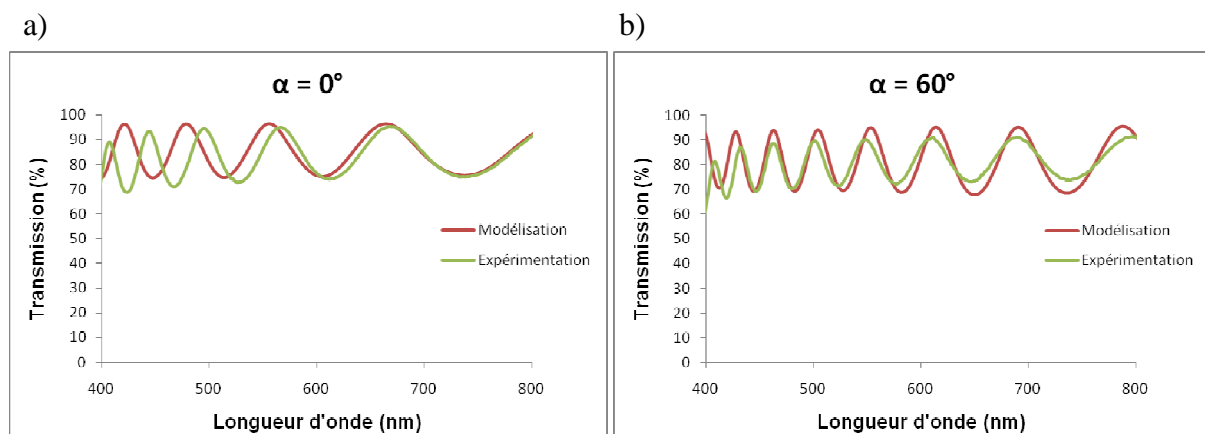 a)
α = 0°
Transmission (%)
100
90
80
70
60
50
40
30
20
10
0
400
500
600
700
800
Longueur d'onde (nm)
Modélisation
Expérimentation
b)
α = 60°
Transmission (%)
100
90
80
70
60
50
40
30
20
10
0
400
500
600
700
800
Longueur d'onde (nm)
Modélisation
Expérimentation